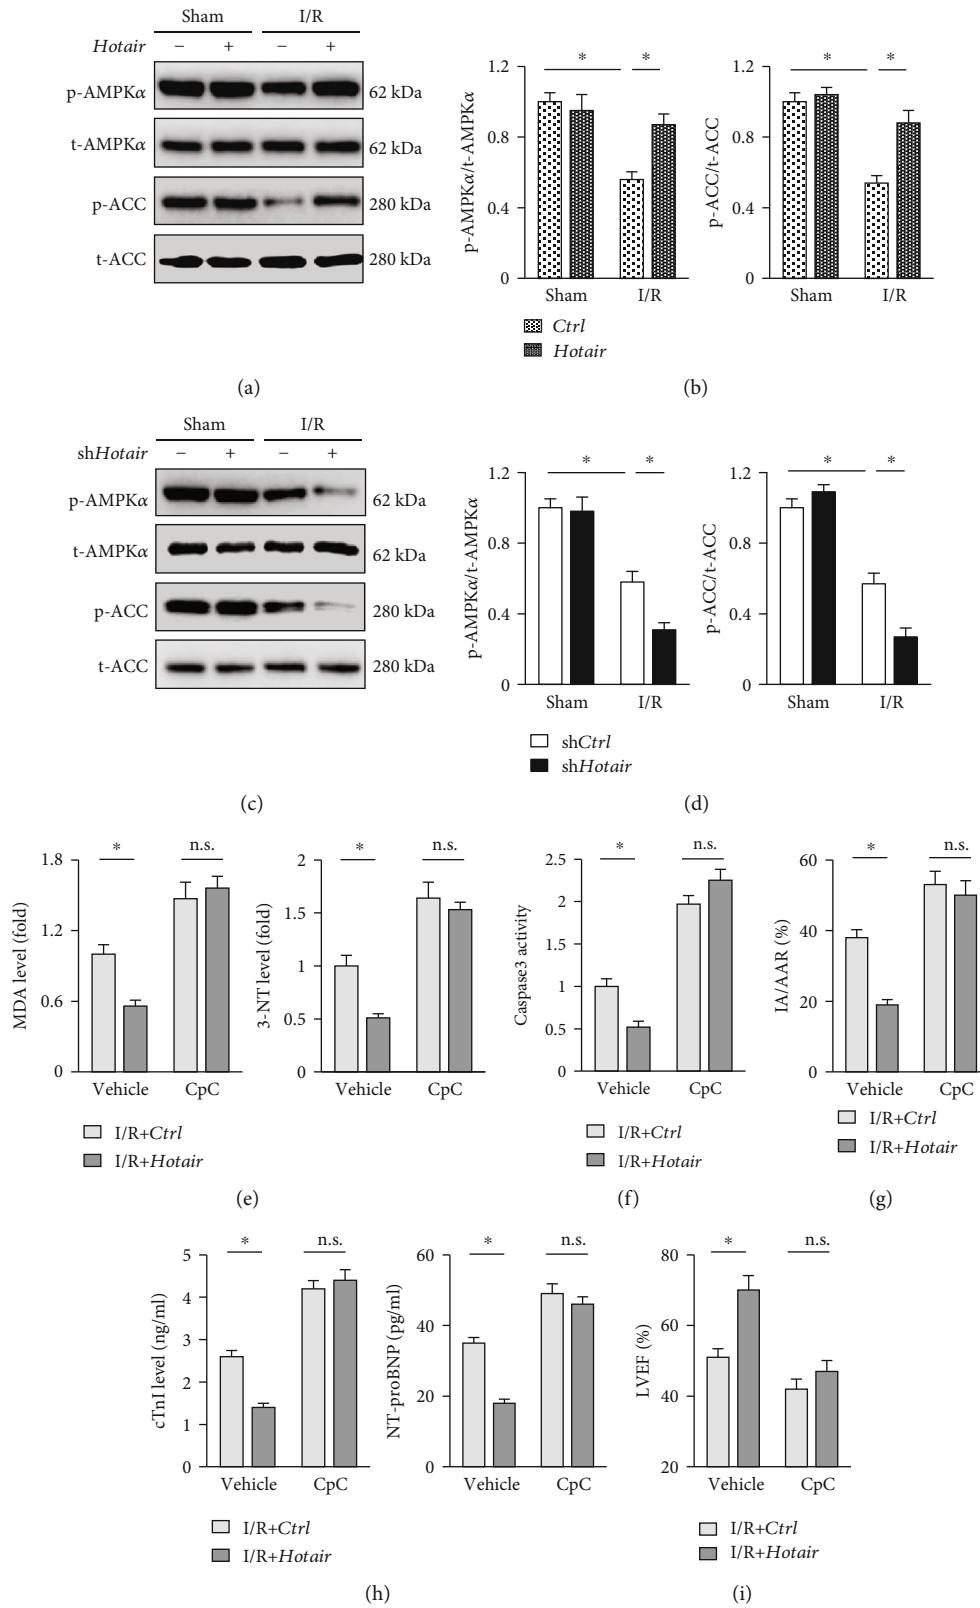 Sham I/R
Hotair − + − +
p-AMPKα 62 kDa
t-AMPKα 62 kDa
p-ACC 280 kDa
t-ACC 280 kDa
(a)
* *
p-AMPKα/t-AMPKα
1.2
0.8
0.4
0
Sham I/R
* *
p-ACC/t-ACC
1.2
0.8
0.4
0
Sham I/R
Ctrl
Hotair
(b)
Sham I/R
shHotair − + − +
p-AMPKα 62 kDa
t-AMPKα 62 kDa
p-ACC 280 kDa
t-ACC 280 kDa
(c)
* *
p-AMPKα/t-AMPKα
1.2
0.8
0.4
0
Sham I/R
* *
p-ACC/t-ACC
1.2
0.8
0.4
0
Sham I/R
shCtrl
shHotair
(d)
* n.s.
MDA level (fold)
1.8
1.2
0.6
0
Vehicle CpC
* n.s.
3-NT level (fold)
2
1.5
1
0.5
0
Vehicle CpC
I/R+Ctrl
I/R+Hotair
(e)
* n.s.
Caspase3 activity
2.5
2
1.5
1
0.5
0
Vehicle CpC
I/R+Ctrl
I/R+Hotair
(f)
* n.s.
IA/AAR (%)
60
40
20
0
Vehicle CpC
I/R+Ctrl
I/R+Hotair
(g)
* n.s.
cTnI level (ng/ml)
5
4
3
2
1
0
Vehicle CpC
* n.s.
NT-proBNP (pg/ml)
60
40
20
0
Vehicle CpC
I/R+Ctrl
I/R+Hotair
(h)
* n.s.
LVEF (%)
80
60
40
20
Vehicle CpC
I/R+Ctrl
I/R+Hotair
(i)